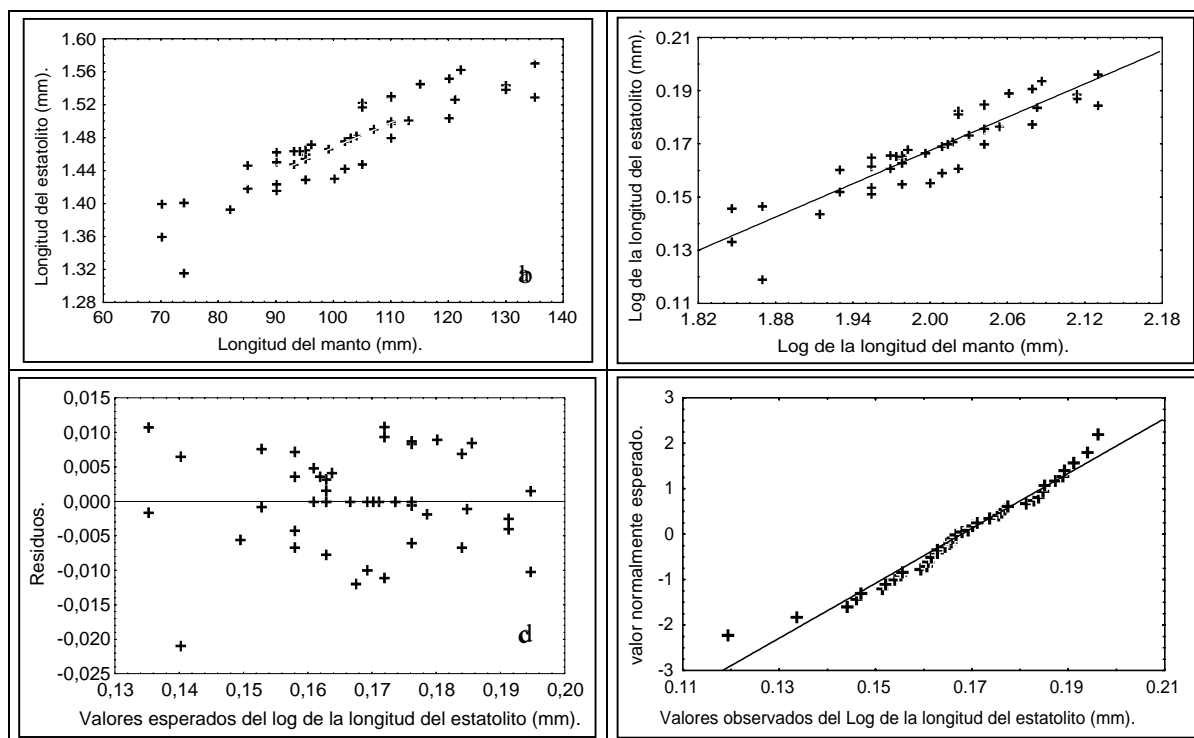 1.60
1.56
1.52
1.48
1.44
1.40
1.36
1.32
1.28
Longitud del estatolito (mm).
60 70 80 90 100 110 120 130 140
Longitud del manto (mm).
0.21
0.19
0.17
0.15
0.13
0.11
Log de la longitud del estatolito (mm).
1.82 1.88 1.94 2.00 2.06 2.12 2.18
Log de la longitud del manto (mm).
0,015
0,010
0,005
0,000
-0,005
-0,010
-0,015
-0,020
-0,025
Residuos.
0,13 0,14 0,15 0,16 0,17 0,18 0,19 0,20
Valores esperados del log de la longitud del estatolito (mm).
3
2
1
0
-1
-2
-3
valor normalmente esperado.
0.11 0.13 0.15 0.17 0.19 0.21
Valores observados del Log de la longitud del estatolito (mm).